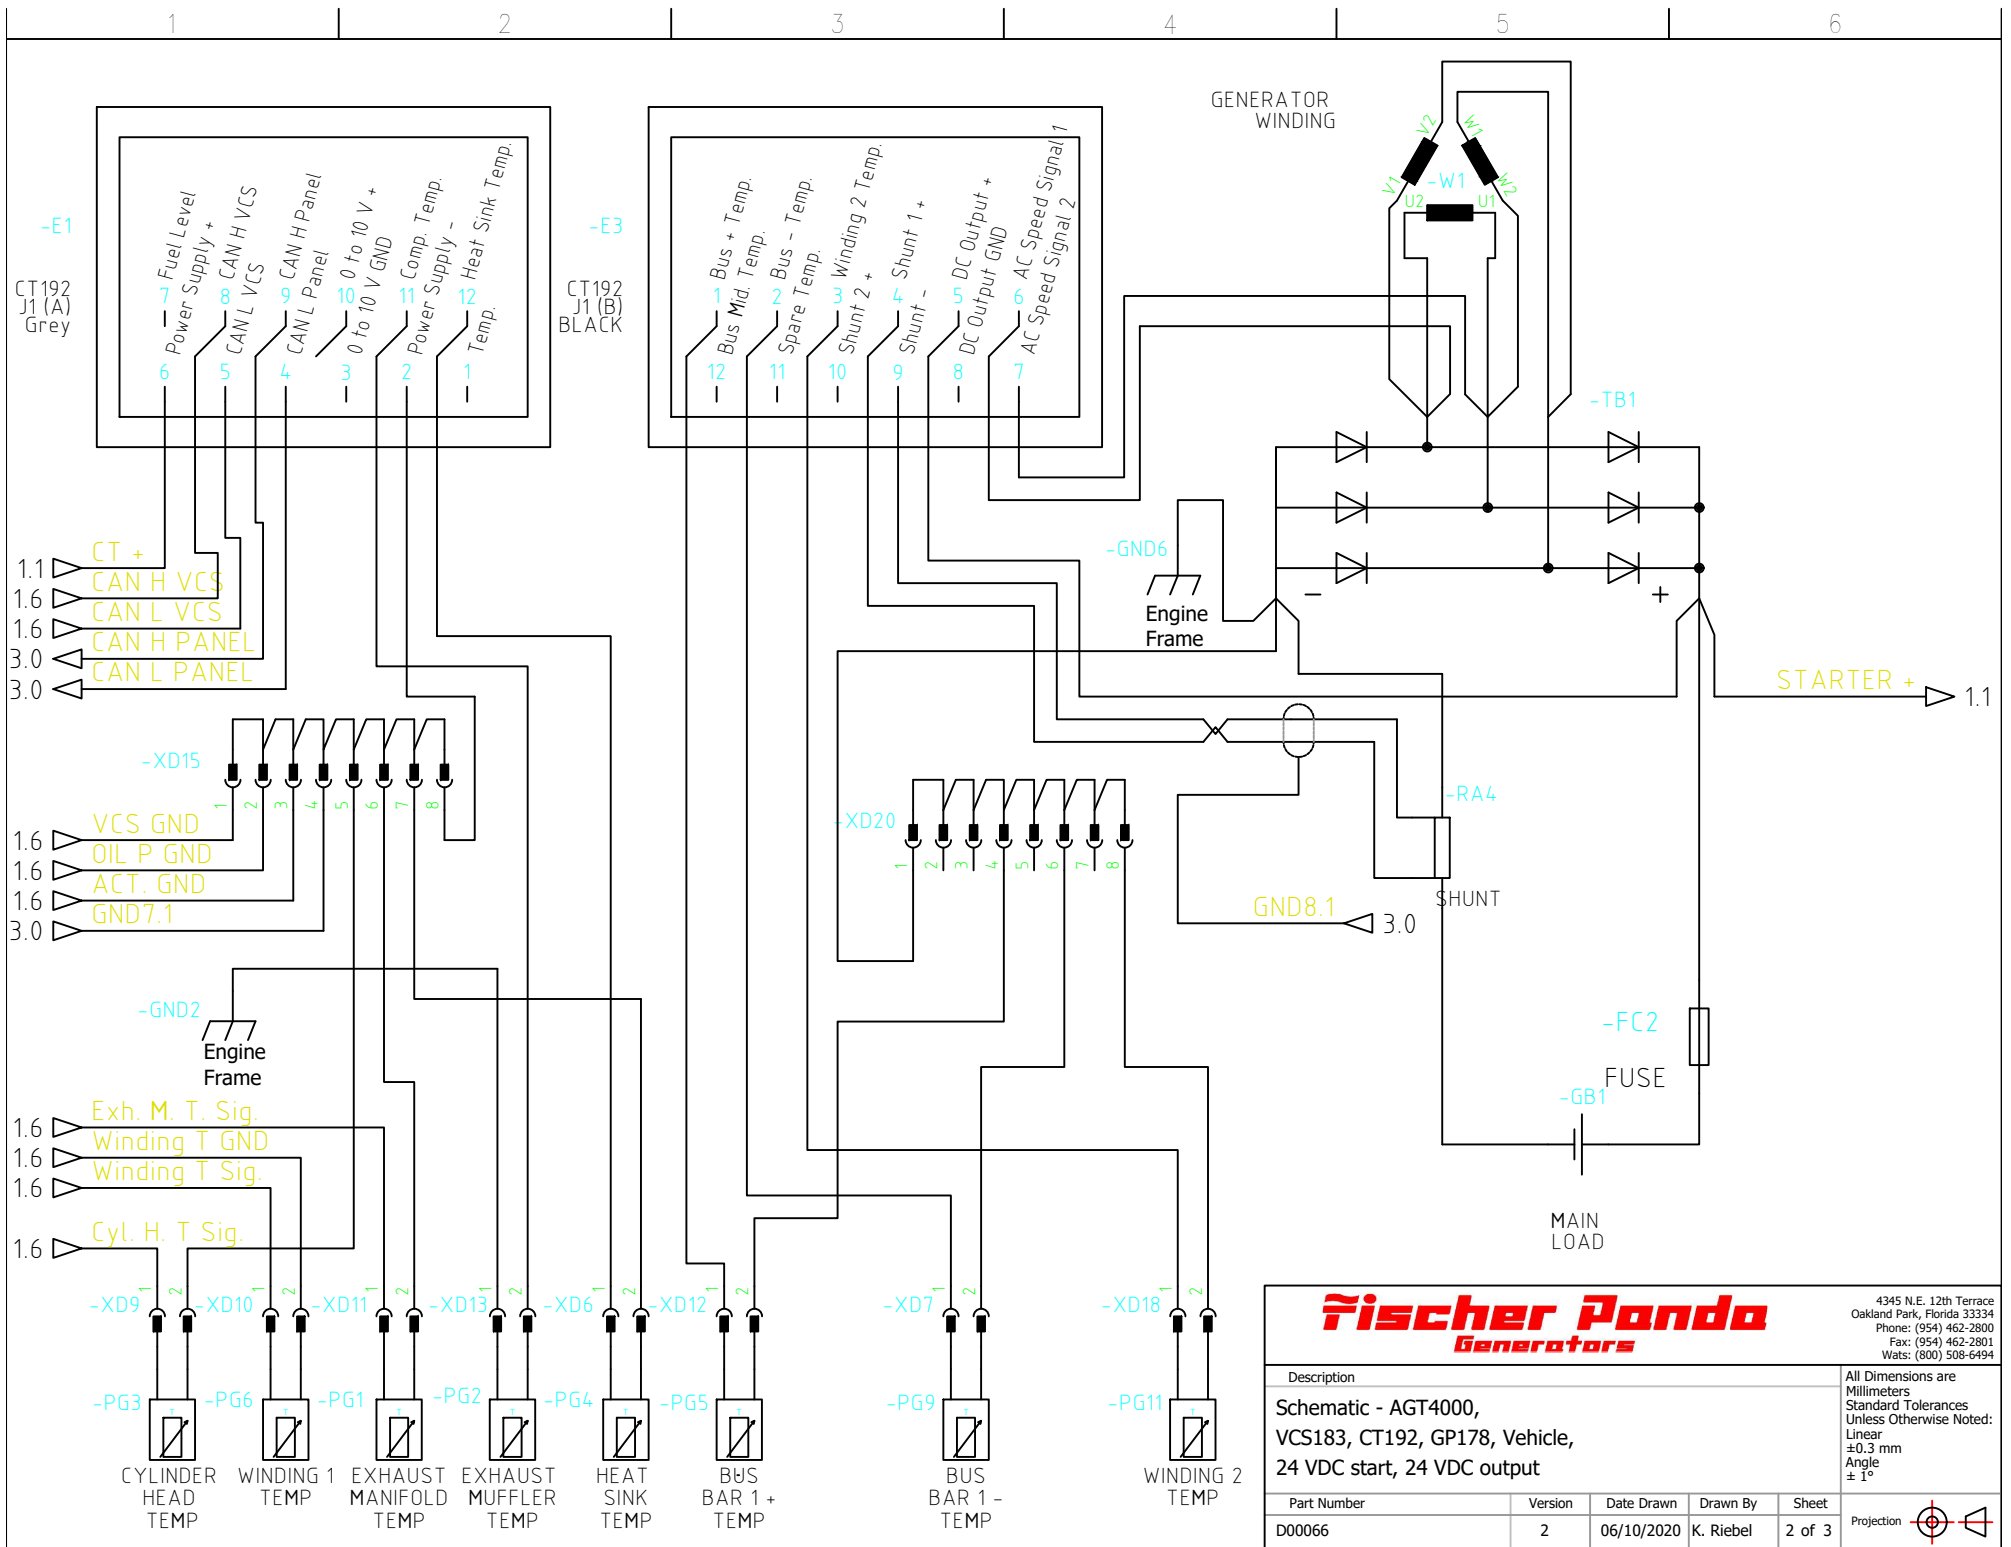 1 2 3 4 5 6
GENERATOR
WINDING
V2
W1
V1
W2
-W1
U2
U1
-E1
CT192
J1 (A)
Grey
7 Fuel Level
Power Supply +
8 CAN H VCS
CAN L VCS
9 CAN H Panel
CAN L Panel
10 0 to 10 V +
0 to 10 V GND
11 Comp. Temp.
Power Supply -
12 Heat Sink Temp.
Temp.
6 5 4 3 2 1
-E3
CT192
J1 (B)
BLACK
1 Bus + Temp.
Bus Mid. Temp.
2 Bus - Temp.
Spare Temp.
3 Winding 2 Temp.
Shunt 2 +
4 Shunt 1 +
Shunt -
5 DC Output +
DC Output GND
6 AC Speed Signal 1
AC Speed Signal 2
12 11 10 9 8 7
-TB1
-
+
-GND6
Engine
Frame
1.1 CT +
1.6 CAN H VCS
1.6 CAN L VCS
3.0 CAN H PANEL
3.0 CAN L PANEL
STARTER + 1.1
-XD15
1 2 3 4 5 6 7 8
1.6 VCS GND
1.6 OIL P GND
1.6 ACT. GND
3.0 GND7.1
-XD20
1 2 3 4 5 6 7 8
-RA4
SHUNT
GND8.1 3.0
-GND2
Engine
Frame
-FC2
FUSE
-GB1
MAIN
LOAD
1.6 Exh. M. T. Sig.
1.6 Winding T GND
1.6 Winding T Sig.
1.6 Cyl. H. T Sig.
1 2 1 2 1 2 1 2 1 2 1 2 1 2 1 2
-XD9 -XD10 -XD11 -XD13 -XD6 -XD12 -XD7 -XD18
-PG3 -PG6 -PG1 -PG2 -PG4 -PG5 -PG9 -PG11
T T T T T T T T
CYLINDER
HEAD
TEMP
WINDING 1
TEMP
EXHAUST
MANIFOLD
TEMP
EXHAUST
MUFFLER
TEMP
HEAT
SINK
TEMP
BUS
BAR 1 +
TEMP
BUS
BAR 1 -
TEMP
WINDING 2
TEMP
Fischer Panda
Generators
4345 N.E. 12th Terrace
Oakland Park, Florida 33334
Phone: (954) 462-2800
Fax: (954) 462-2801
Wats: (800) 508-6494
Description
Schematic - AGT4000,
VCS183, CT192, GP178, Vehicle,
24 VDC start, 24 VDC output
All Dimensions are
Millimeters
Standard Tolerances
Unless Otherwise Noted:
Linear
±0.3 mm
Angle
± 1°
Part Number Version Date Drawn Drawn By Sheet
D00066 2 06/10/2020 K. Riebel 2 of 3
Projection